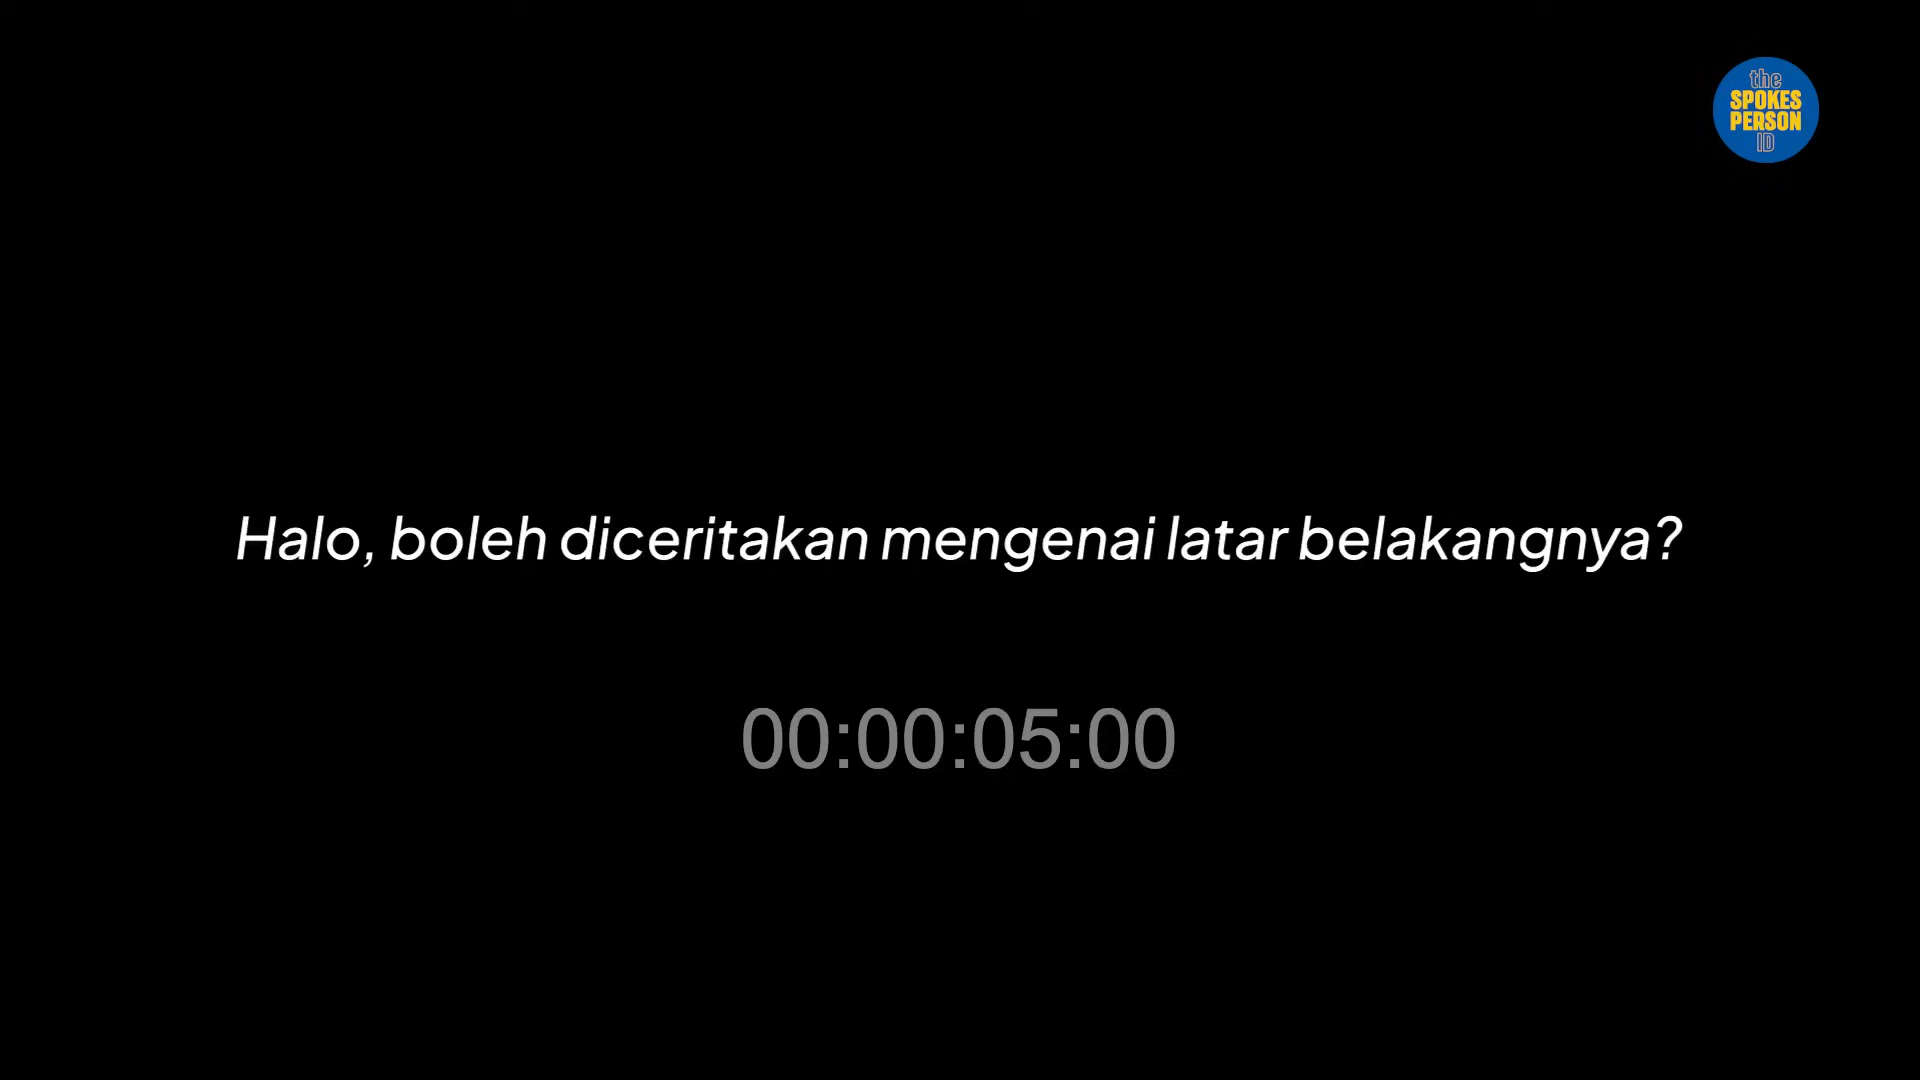 the
SPOKES
PERSON
ID
Halo, boleh diceritakan mengenai latar belakangnya?
00:00:05:00